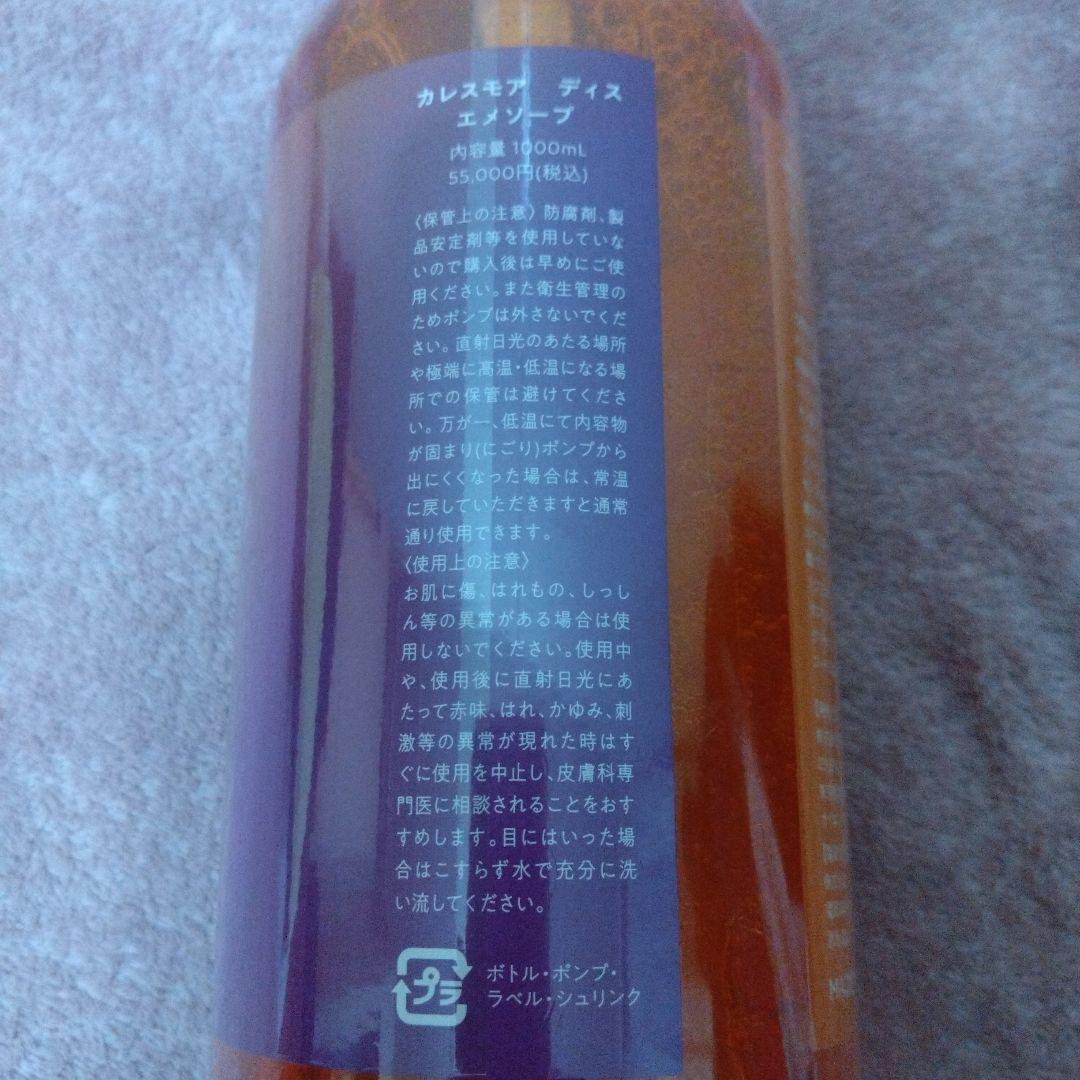 カレスモア　ディス
エメソープ
内容量 1000mL
55,000円(税込)
〈保管上の注意〉防腐剤、製
品安定剤等を使用していな
いので購入後は早めにご使
用ください。また衛生管理の
ためポンプは外さないでくだ
さい。直射日光のあたる場所
や極端に高温・低温になる場
所での保管は避けてくださ
い。万が一、低温にて内容物
が固まり(にごり)ポンプから
出にくくなった場合は、常温
に戻していただきますと通常
通り使用できます。
〈使用上の注意〉
お肌に傷、はれもの、しっし
ん等の異常がある場合は使
用しないでください。使用中
や、使用後に直射日光にあ
たって赤味、はれ、かゆみ、刺
激等の異常が現れた時はす
ぐに使用を中止し、皮膚科専
門医に相談されることをおす
すめします。目にはいった場
合はこすらず水で充分に洗
い流してください。
プラ
ボトル・ポンプ・
ラベル・シュリンク